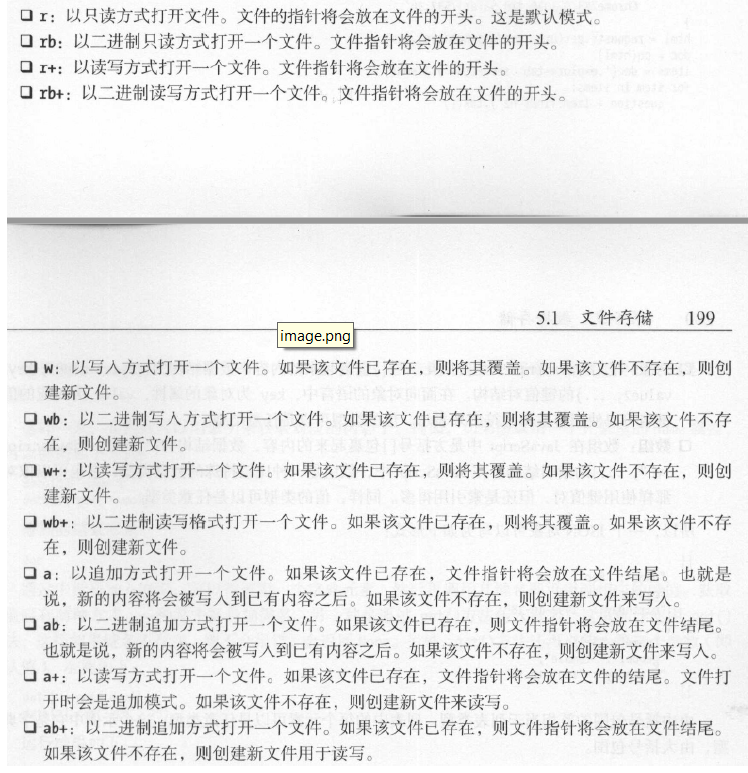 ❑ r：以只读方式打开文件。文件的指针将会放在文件的开头。这是默认模式。
❑ rb：以二进制只读方式打开一个文件。文件指针将会放在文件的开头。
❑ r+：以读写方式打开一个文件。文件指针将会放在文件的开头。
❑ rb+：以二进制读写方式打开一个文件。文件指针将会放在文件的开头。
5.1 文件存储 199
image.png
❑ w：以写入方式打开一个文件。如果该文件已存在，则将其覆盖。如果该文件不存在，则创
建新文件。
❑ wb：以二进制写入方式打开一个文件。如果该文件已存在，则将其覆盖。如果该文件不存
在，则创建新文件。
❑ w+：以读写方式打开一个文件。如果该文件已存在，则将其覆盖。如果该文件不存在，则创
建新文件。
❑ wb+：以二进制读写格式打开一个文件。如果该文件已存在，则将其覆盖。如果该文件不存
在，则创建新文件。
❑ a：以追加方式打开一个文件。如果该文件已存在，文件指针将会放在文件结尾。也就是
说，新的内容将会被写入到已有内容之后。如果该文件不存在，则创建新文件来写入。
❑ ab：以二进制追加方式打开一个文件。如果该文件已存在，则文件指针将会放在文件结尾。
也就是说，新的内容将会被写入到已有内容之后。如果该文件不存在，则创建新文件来写入。
❑ a+：以读写方式打开一个文件。如果该文件已存在，文件指针将会放在文件的结尾。文件打
开时会是追加模式。如果该文件不存在，则创建新文件来读写。
❑ ab+：以二进制追加方式打开一个文件。如果该文件已存在，则文件指针将会放在文件结尾。
如果该文件不存在，则创建新文件用于读写。